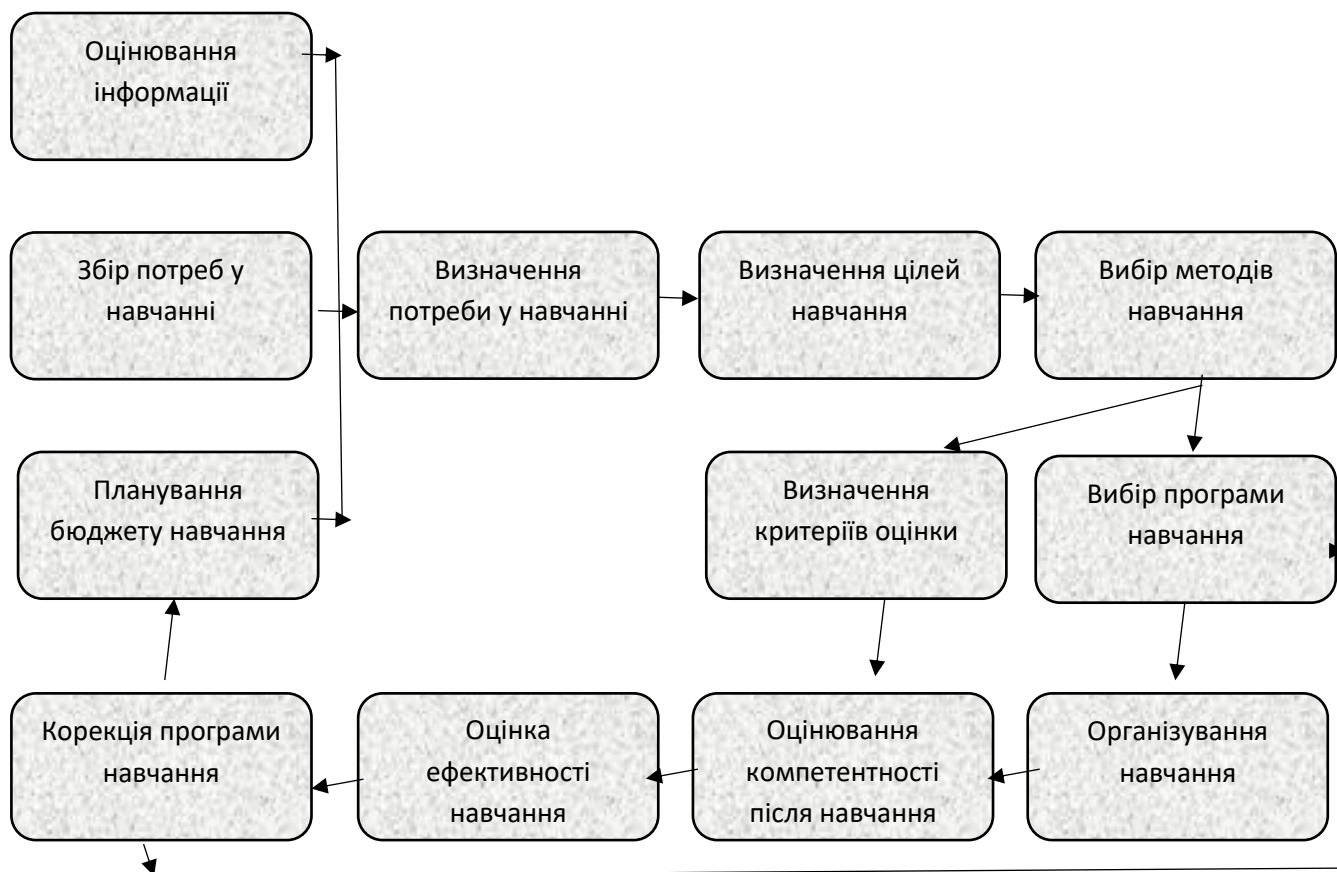 Оцінювання
інформації
Збір потреб у
навчанні
Визначення
потреби у навчанні
Визначення цілей
навчання
Вибір методів
навчання
Планування
бюджету навчання
Визначення
критеріїв оцінки
Вибір програми
навчання
Корекція програми
навчання
Оцінка
ефективності
навчання
Оцінювання
компетентності
після навчання
Організування
навчання